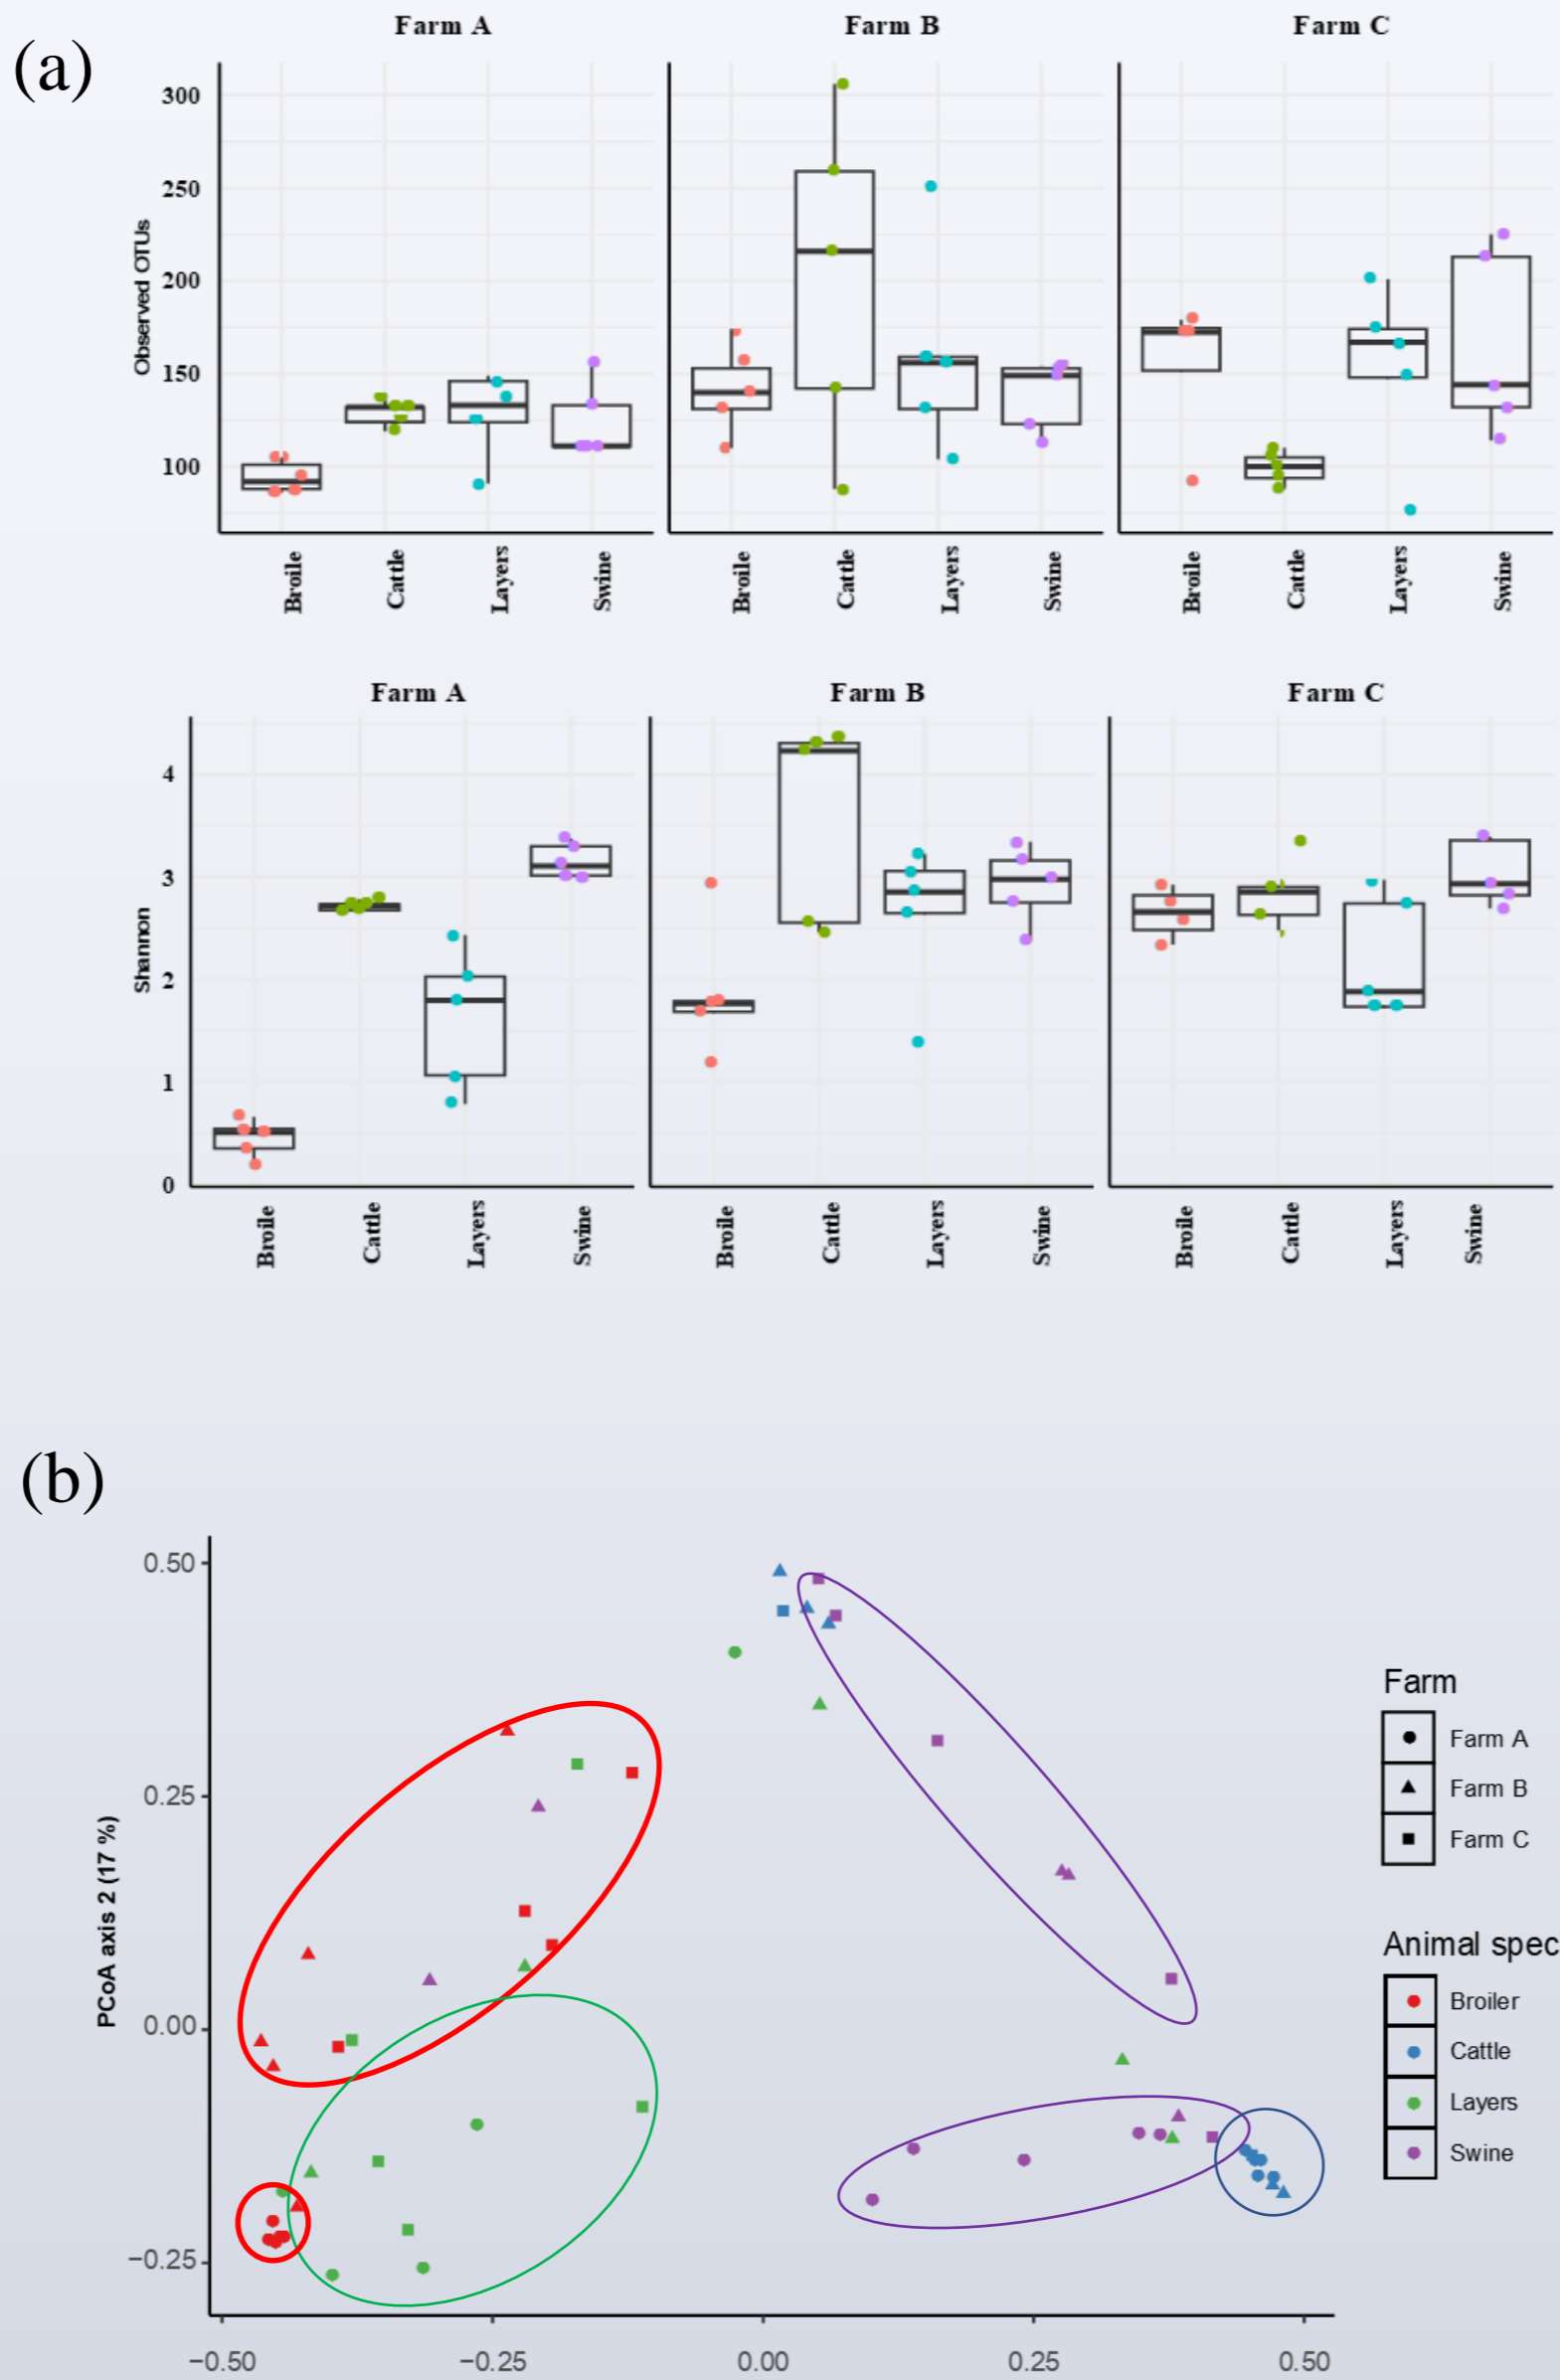 (a)
Farm A Farm B Farm C
Observed OTUs
300
250
200
150
100
Broile Cattle Layers Swine Broile Cattle Layers Swine Broile Cattle Layers Swine
Farm A Farm B Farm C
Shannon
4
3
2
1
0
Broile Cattle Layers Swine Broile Cattle Layers Swine Broile Cattle Layers Swine
(b)
PCoA axis 2 (17 %)
0.50
0.25
0.00
−0.25
−0.50 −0.25 0.00 0.25 0.50
Farm
Farm A
Farm B
Farm C
Animal spec
Broiler
Cattle
Layers
Swine